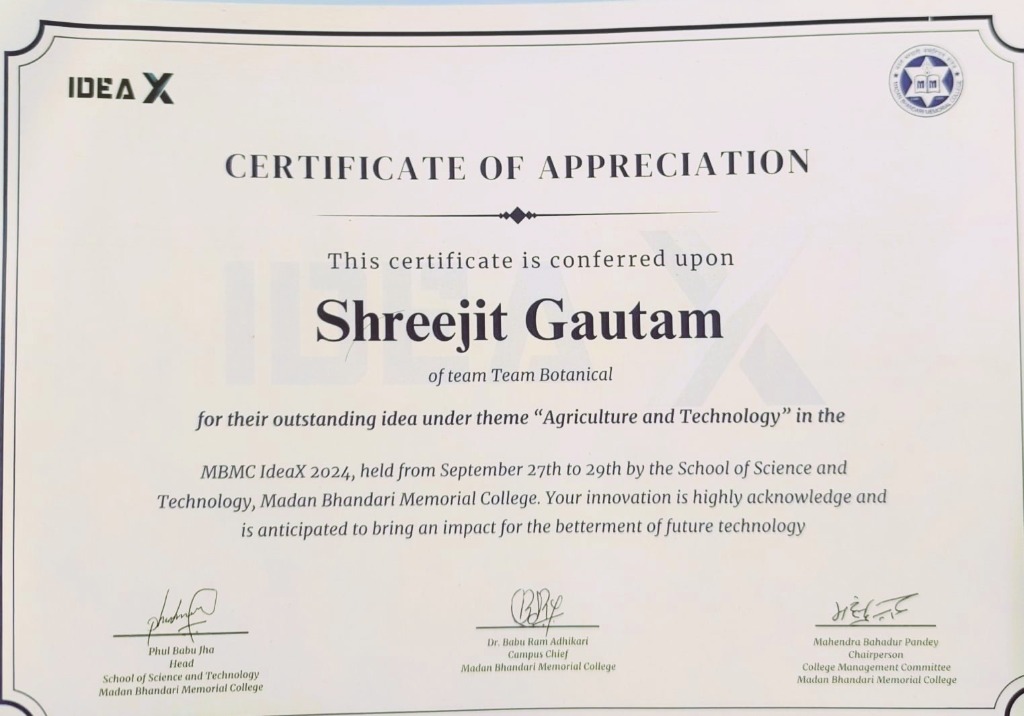 IDEA X
CERTIFICATE OF APPRECIATION
This certificate is conferred upon
Shreejit Gautam
of team Team Botanical
for their outstanding idea under theme “Agriculture and Technology” in the
MBMC IdeaX 2024, held from September 27th to 29th by the School of Science and
Technology, Madan Bhandari Memorial College. Your innovation is highly acknowledge and
is anticipated to bring an impact for the betterment of future technology
Phul Babu Jha
Head
School of Science and Technology
Madan Bhandari Memorial College
Dr. Babu Ram Adhikari
Campus Chief
Madan Bhandari Memorial College
Mahendra Bahadur Pandey
Chairperson
College Management Committee
Madan Bhandari Memorial College